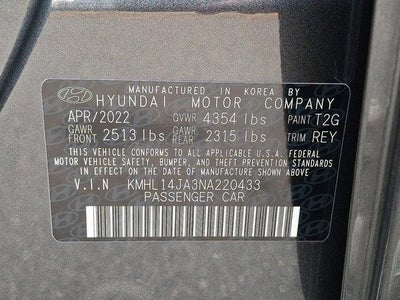 MANUFACTURED IN KOREA BY
HYUNDAI MOTOR COMPANY
APR/2022 GVWR 4354 lbs PAINT T2G
GAWR FRONT 2513 lbs GAWR REAR 2315 lbs TRIM REY
THIS VEHICLE CONFORMS TO ALL APPLICABLE U.S.A. FEDERAL
MOTOR VEHICLE SAFETY, BUMPER, AND THEFT PREVENTION STANDARDS
IN EFFECT ON THE DATE OF MANUFACTURE SHOWN ABOVE.
V.I.N KMHL14JA3NA220433
PASSENGER CAR